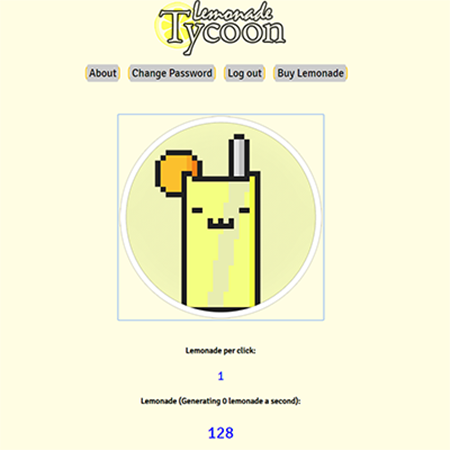 Lemonade
Tycoon
About Change Password Log out Buy Lemonade
Lemonade per click:
1
Lemonade (Generating 0 lemonade a second):
128